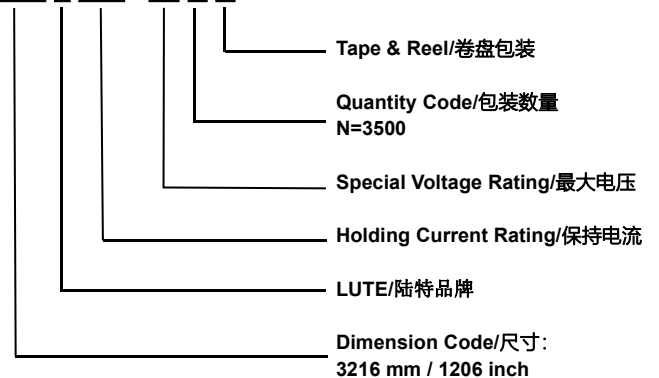 Tape & Reel/卷盘包装
Quantity Code/包装数量
N=3500
Special Voltage Rating/最大电压
Holding Current Rating/保持电流
LUTE/陆特品牌
Dimension Code/尺寸：
3216 mm / 1206 inch